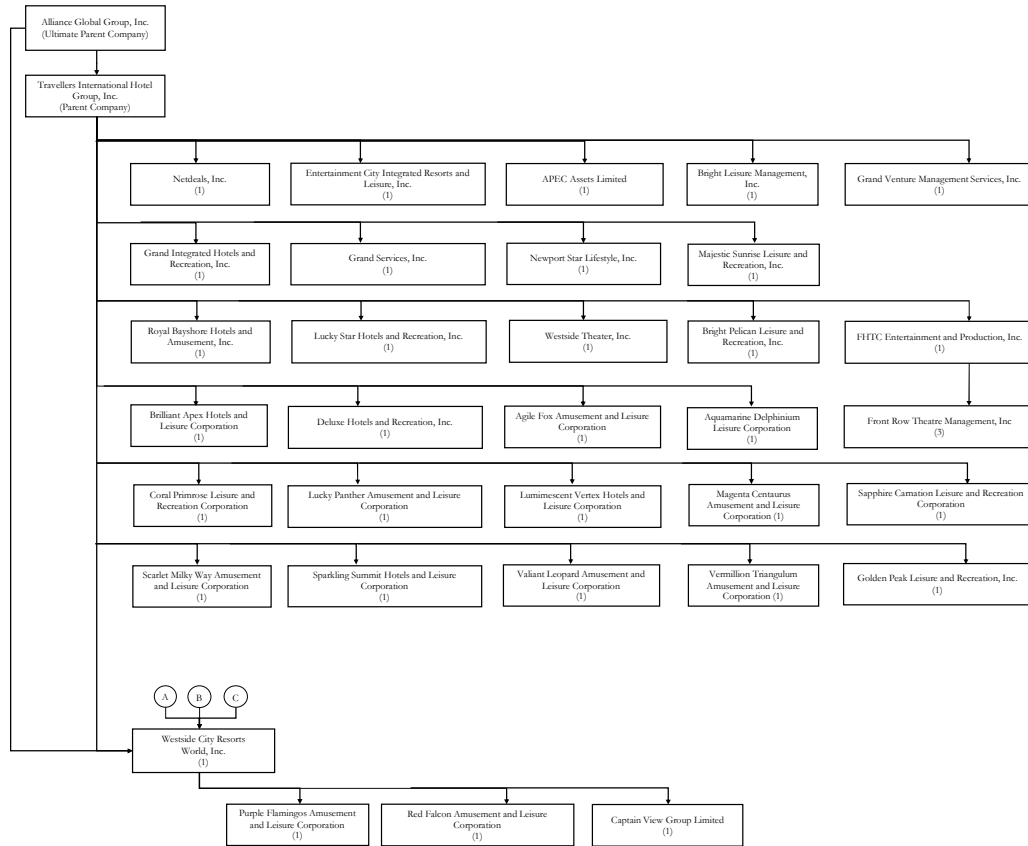 Alliance Global Group, Inc.
(Ultimate Parent Company)
Travellers International Hotel
Group, Inc.
(Parent Company)
Netdeals, Inc.
(1)
Entertainment City Integrated Resorts and
Leisure, Inc.
(1)
APEC Assets Limited
(1)
Bright Leisure Management,
Inc.
(1)
Grand Venture Management Services, Inc.
(1)
Grand Integrated Hotels and
Recreation, Inc.
(1)
Grand Services, Inc.
(1)
Newport Star Lifestyle, Inc.
(1)
Majestic Sunrise Leisure and
Recreation, Inc.
(1)
Royal Bayshore Hotels and
Amusement, Inc.
(1)
Lucky Star Hotels and Recreation, Inc.
(1)
Westside Theater, Inc.
(1)
Bright Pelican Leisure and
Recreation, Inc.
(1)
FHTC Entertainment and Production, Inc.
(1)
Brilliant Apex Hotels and
Leisure Corporation
(1)
Deluxe Hotels and Recreation, Inc.
(1)
Agile Fox Amusement and Leisure
Corporation
(1)
Aquamarine Delphinium
Leisure Corporation
(1)
Front Row Theatre Management, Inc
(3)
Coral Primrose Leisure and
Recreation Corporation
(1)
Lucky Panther Amusement and Leisure
Corporation
(1)
Lumimescent Vertex Hotels and
Leisure Corporation
(1)
Magenta Centaurus
Amusement and Leisure
Corporation (1)
Sapphire Carnation Leisure and Recreation
Corporation
(1)
Scarlet Milky Way Amusement
and Leisure Corporation
(1)
Sparkling Summit Hotels and Leisure
Corporation
(1)
Valiant Leopard Amusement and
Leisure Corporation
(1)
Vermillion Triangulum
Amusement and Leisure
Corporation (1)
Golden Peak Leisure and Recreation, Inc.
(1)
A
B
C
Westside City Resorts
World, Inc.
(1)
Purple Flamingos Amusement
and Leisure Corporation
(1)
Red Falcon Amusement and Leisure
Corporation
(1)
Captain View Group Limited
(1)